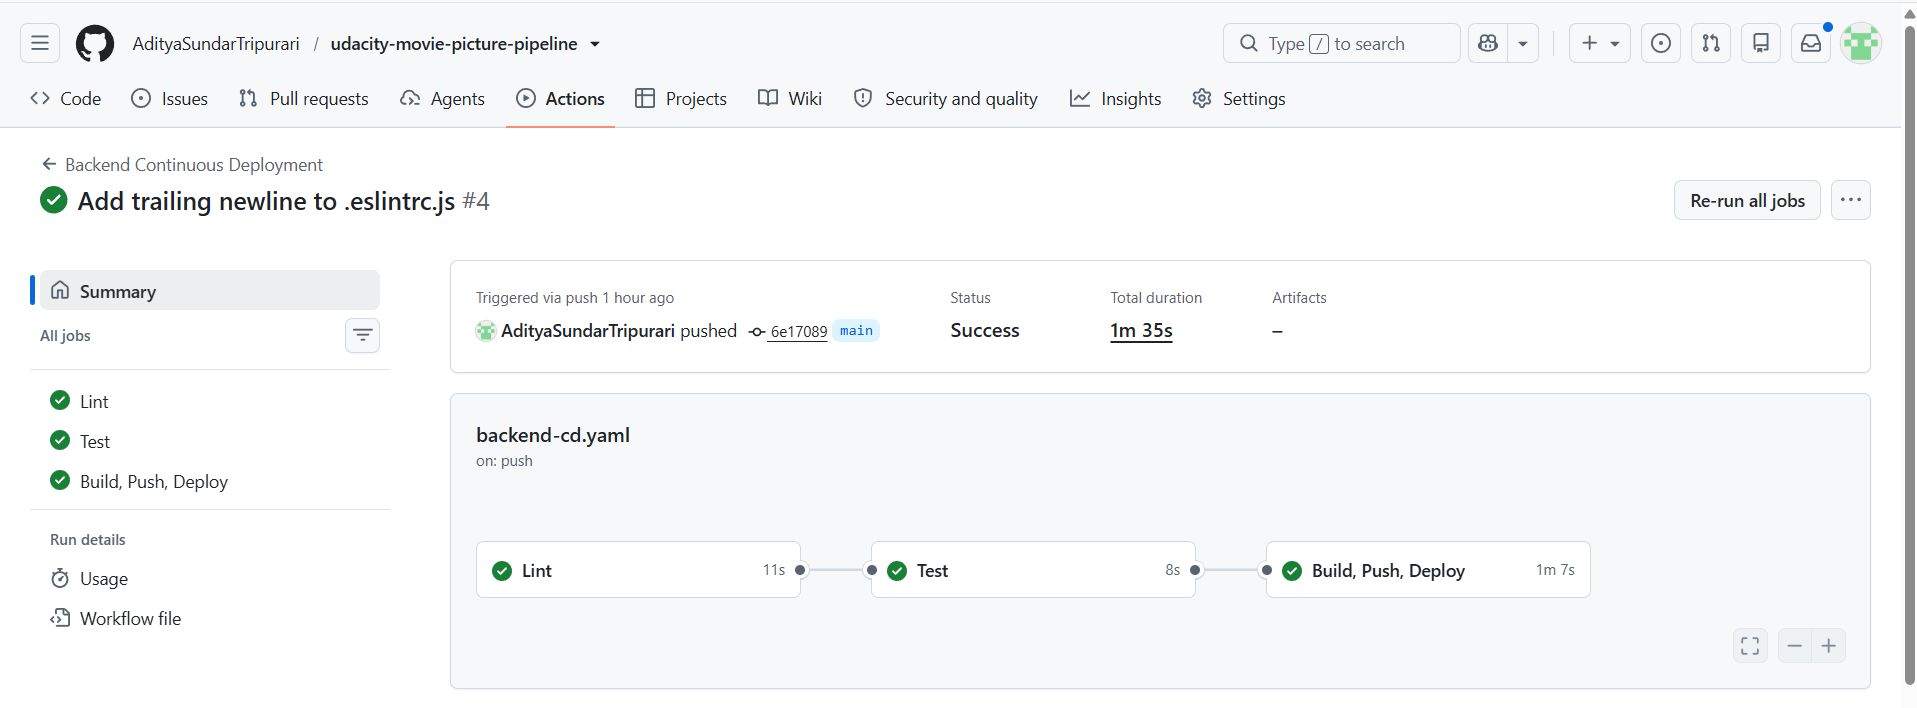 AdityaSundarTripurari / udacity-movie-picture-pipeline
Type / to search
Code Issues Pull requests Agents Actions Projects Wiki Security and quality Insights Settings
Backend Continuous Deployment
Add trailing newline to .eslintrc.js #4
Re-run all jobs
Summary
All jobs
Lint
Test
Build, Push, Deploy
Run details
Usage
Workflow file
Triggered via push 1 hour ago
AdityaSundarTripurari pushed 6e17089 main
Status
Success
Total duration
1m 35s
Artifacts
–
backend-cd.yaml
on: push
Lint 11s
Test 8s
Build, Push, Deploy 1m 7s